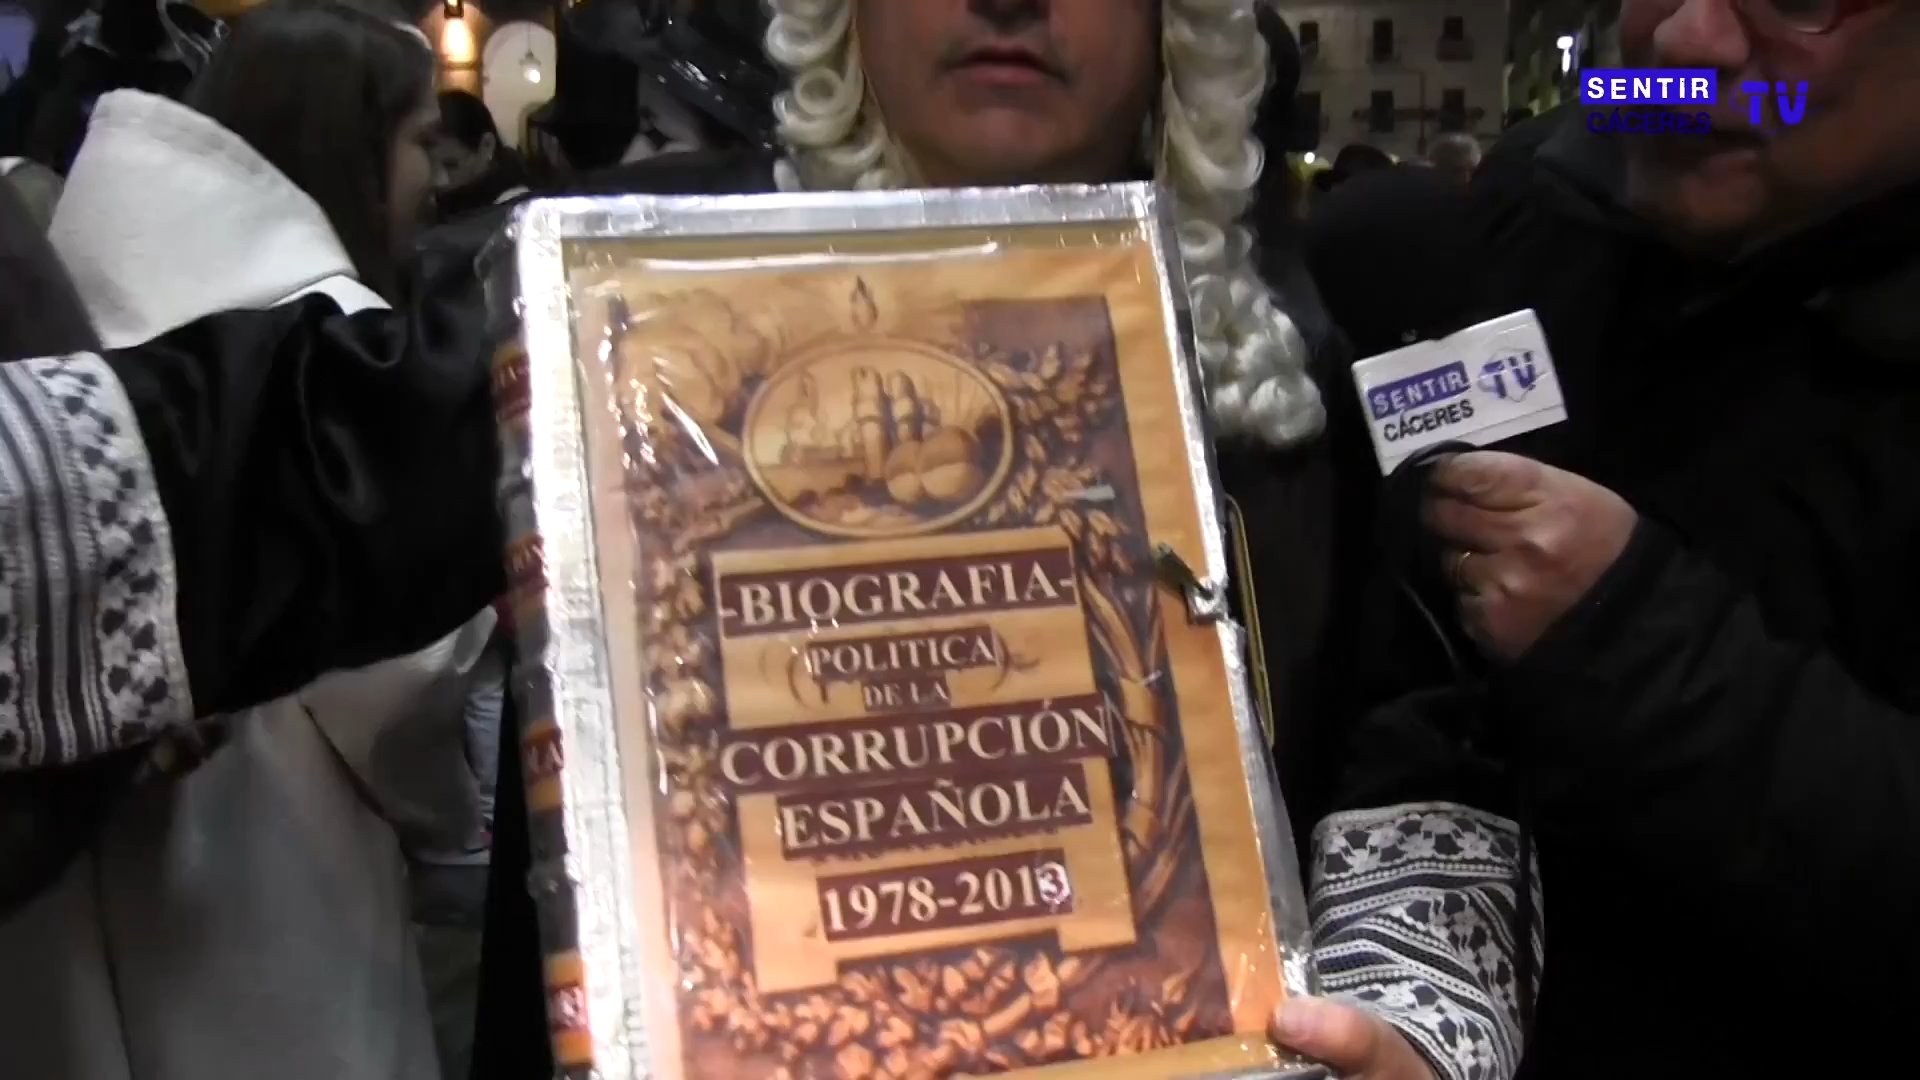 SENTIR TV
CÁCERES
SENTIR TV
CÁCERES
-BIOGRAFIA-
POLITICA
DE LA
CORRUPCIÓN
ESPAÑOLA
1978-2013